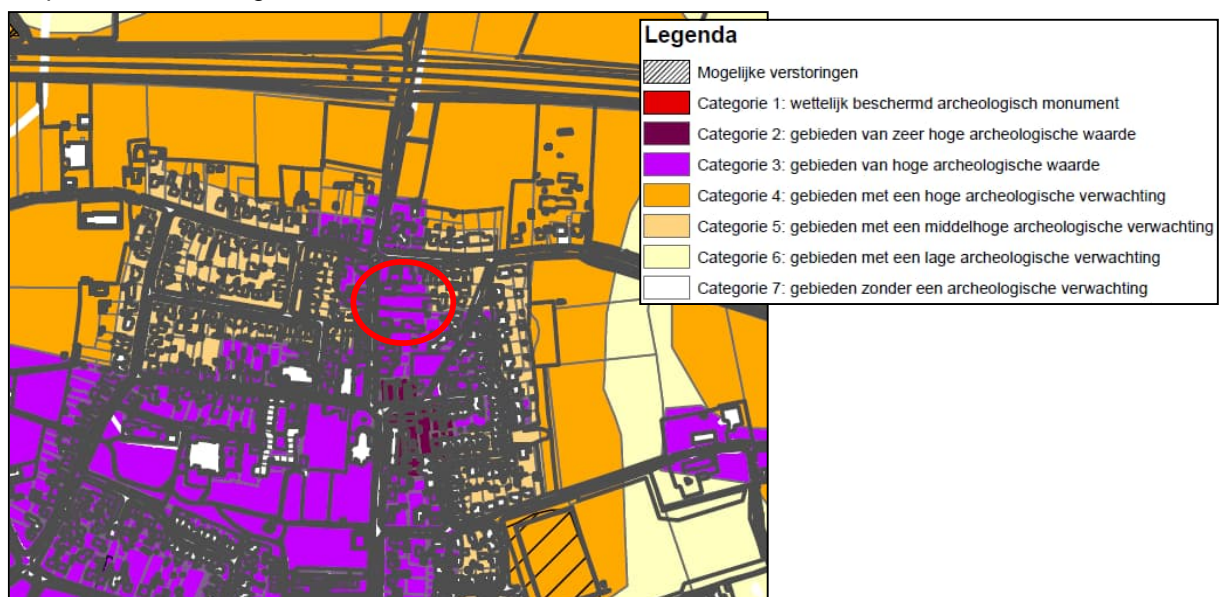 Legenda
Mogelijke verstoringen
Categorie 1: wettelijk beschermd archeologisch monument
Categorie 2: gebieden van zeer hoge archeologische waarde
Categorie 3: gebieden van hoge archeologische waarde
Categorie 4: gebieden met een hoge archeologische verwachting
Categorie 5: gebieden met een middelhoge archeologische verwachting
Categorie 6: gebieden met een lage archeologische verwachting
Categorie 7: gebieden zonder een archeologische verwachting